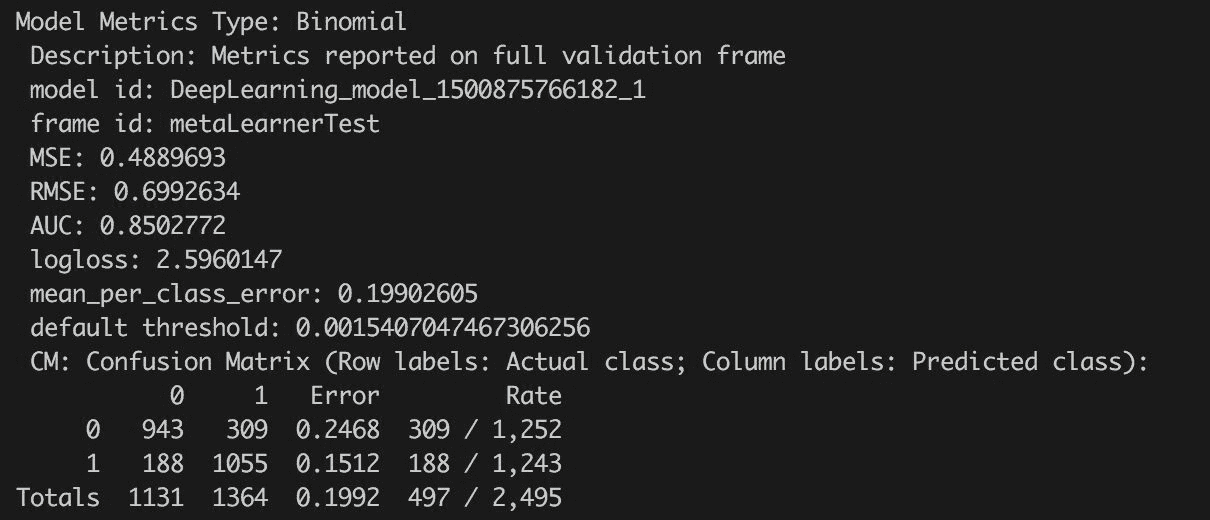 Model Metrics Type: Binomial
Description: Metrics reported on full validation frame
model id: DeepLearning_model_1500875766182_1
frame id: metaLearnerTest
MSE: 0.4889693
RMSE: 0.6992634
AUC: 0.8502772
logloss: 2.5960147
mean_per_class_error: 0.19902605
default threshold: 0.0015407047467306256
CM: Confusion Matrix (Row labels: Actual class; Column labels: Predicted class):
0 1 Error Rate
0 943 309 0.2468 309 / 1,252
1 188 1055 0.1512 188 / 1,243
Totals 1131 1364 0.1992 497 / 2,495